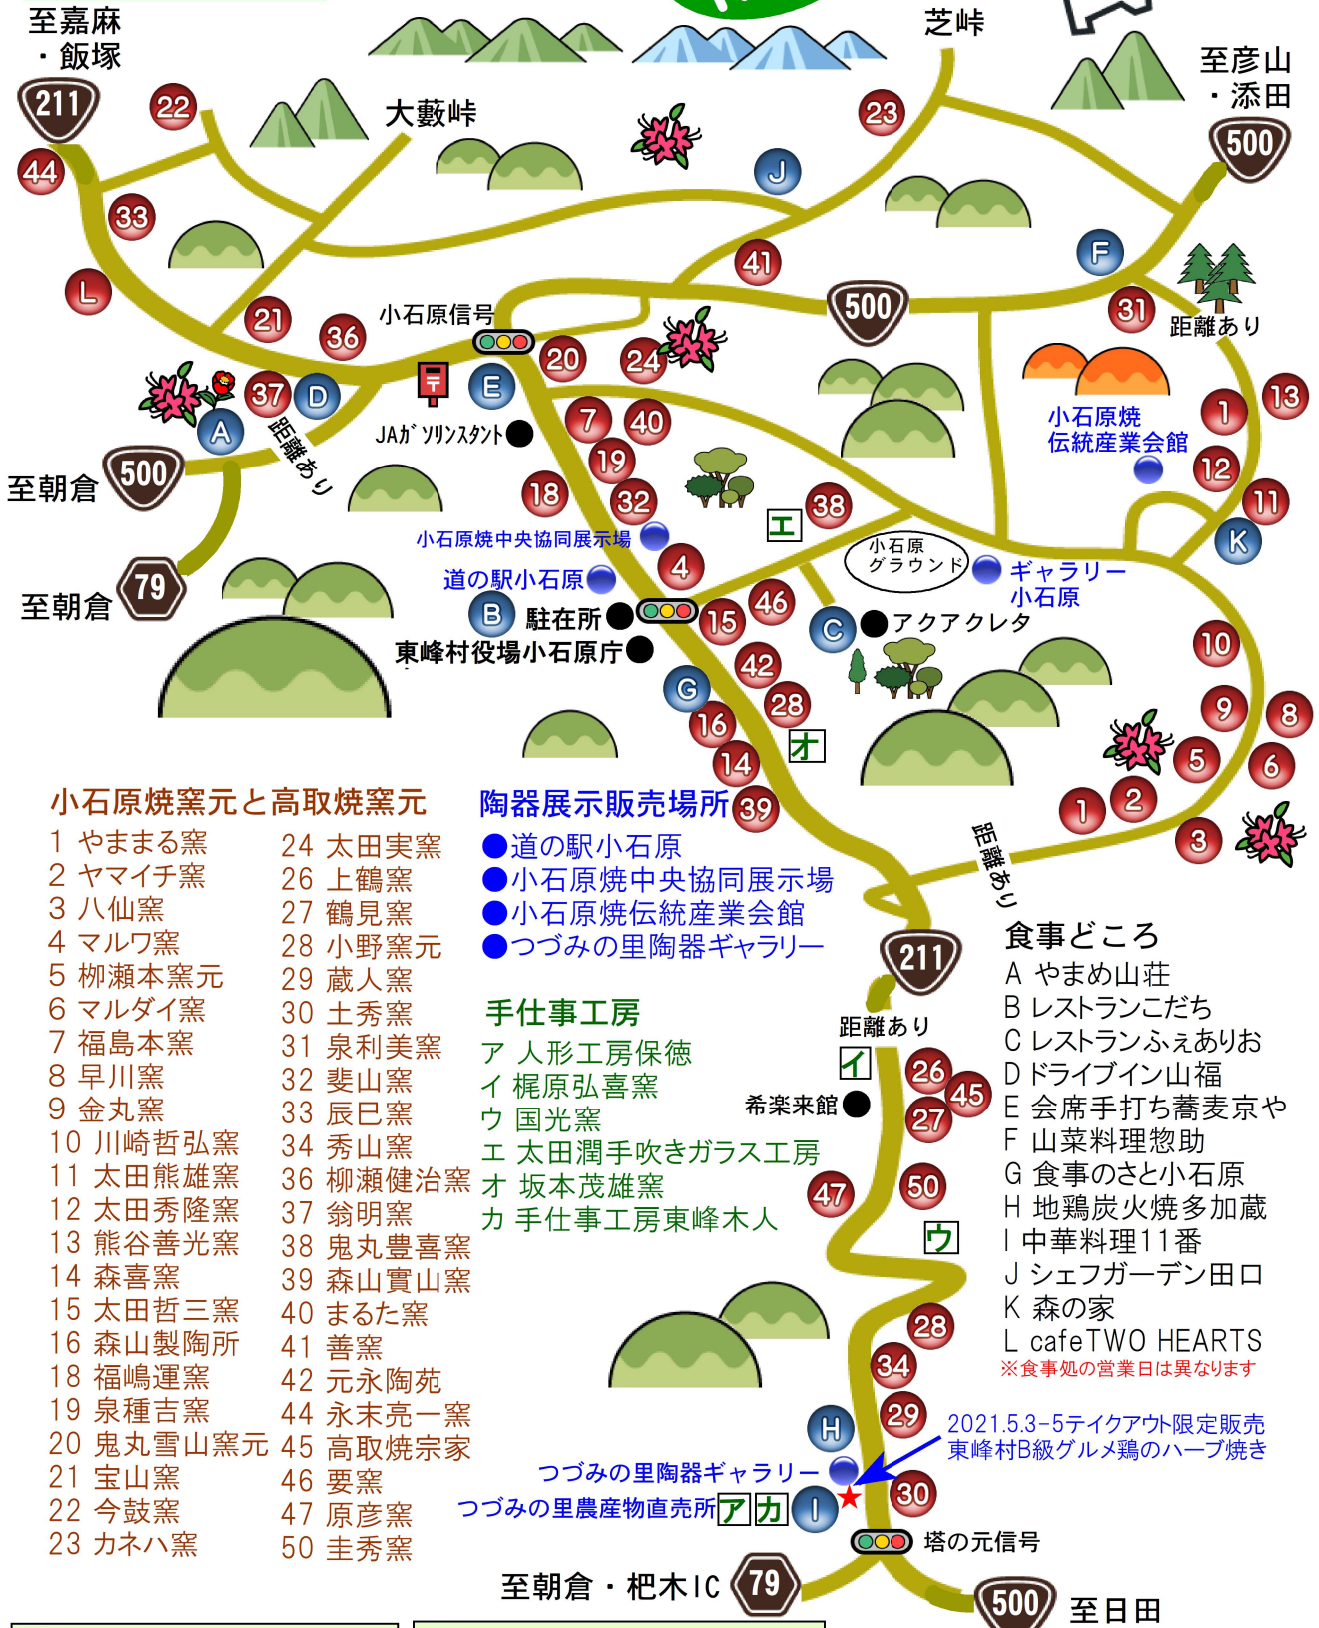 至嘉麻
・飯塚
芝峠
至彦山
・添田
211
22
大藪峠
23
500
44
J
33
F
41
L
500
31
21
小石原信号
36
距離あり
20
24
E
37
D
1
13
7
40
小石原焼
伝統産業会館
A
JAガソリンスタント
距離あり
至朝倉
500
19
12
18
32
38
11
エ
小石原焼中央協同展示場
K
小石原
グラウンド
4
ギャラリー
小石原
道の駅小石原
至朝倉
79
B
駐在所
15
46
C
アクアクレタ
東峰村役場小石原庁
10
42
G
28
16
9
8
オ
5
6
14
39
1
2
3
距離あり
小石原焼窯元と高取焼窯元
1 やままる窯
2 ヤマイチ窯
3 八仙窯
4 マルワ窯
5 栁瀬本窯元
6 マルダイ窯
7 福島本窯
8 早川窯
9 金丸窯
10 川崎哲弘窯
11 太田熊雄窯
12 太田秀隆窯
13 熊谷善光窯
14 森喜窯
15 太田哲三窯
16 森山製陶所
18 福嶋運窯
19 泉種吉窯
20 鬼丸雪山窯元
21 宝山窯
22 今鼓窯
23 カネハ窯
24 太田実窯
26 上鶴窯
27 鶴見窯
28 小野窯元
29 蔵人窯
30 土秀窯
31 泉利美窯
32 斐山窯
33 辰巳窯
34 秀山窯
36 柳瀬健治窯
37 翁明窯
38 鬼丸豊喜窯
39 森山實山窯
40 まるた窯
41 善窯
42 元永陶苑
44 永末亮一窯
45 高取焼宗家
46 要窯
47 原彦窯
50 圭秀窯
陶器展示販売場所
●道の駅小石原
●小石原焼中央協同展示場
●小石原焼伝統産業会館
●つづみの里陶器ギャラリー
手仕事工房
ア 人形工房保徳
イ 梶原弘喜窯
ウ 国光窯
エ 太田潤手吹きガラス工房
オ 坂本茂雄窯
カ 手仕事工房東峰木人
食事どころ
A やまめ山荘
B レストランこだち
C レストランふぇありお
D ドライブイン山福
E 会席手打ち蕎麦京や
F 山菜料理惣助
G 食事のさと小石原
H 地鶏炭火焼多加蔵
I 中華料理11番
J シェフガーデン田口
K 森の家
L cafeTWO HEARTS
※食事処の営業日は異なります
211
距離あり
イ
26
45
希楽来館
27
47
50
ウ
28
34
29
H
2021.5.3-5テイクアウト限定販売
東峰村B級グルメ鶏のハーブ焼き
つづみの里陶器ギャラリー
つづみの里農産物直売所
ア
カ
I
30
塔の元信号
至朝倉・杷木IC
79
500
至日田